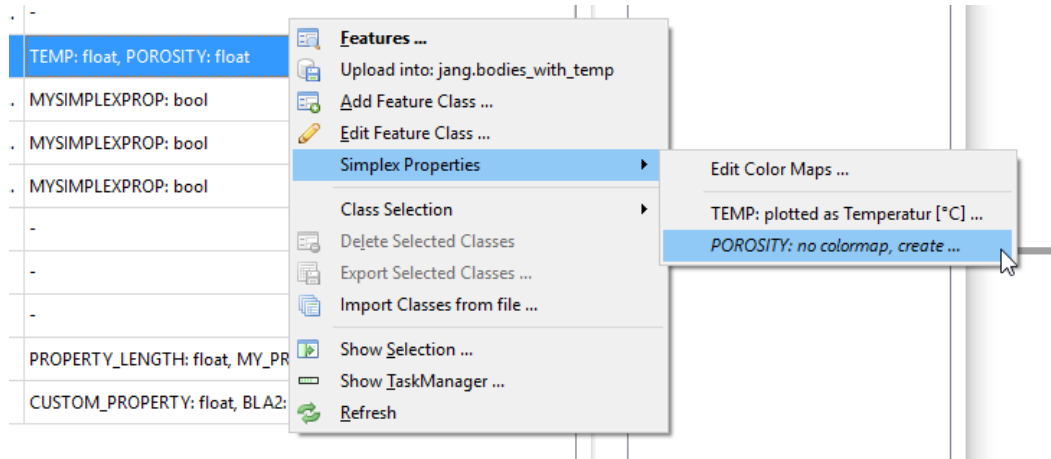 . -
TEMP: float, POROSITY: float
. MYSIMPLEXPROP: bool
. MYSIMPLEXPROP: bool
. MYSIMPLEXPROP: bool
-
-
-
PROPERTY_LENGTH: float, MY_PR
CUSTOM_PROPERTY: float, BLA2:
Features ...
Upload into: jang.bodies_with_temp
Add Feature Class ...
Edit Feature Class ...
Simplex Properties
Class Selection
Delete Selected Classes
Export Selected Classes ...
Import Classes from file ...
Show Selection ...
Show TaskManager ...
Refresh
Edit Color Maps ...
TEMP: plotted as Temperatur [°C] ...
POROSITY: no colormap, create ...